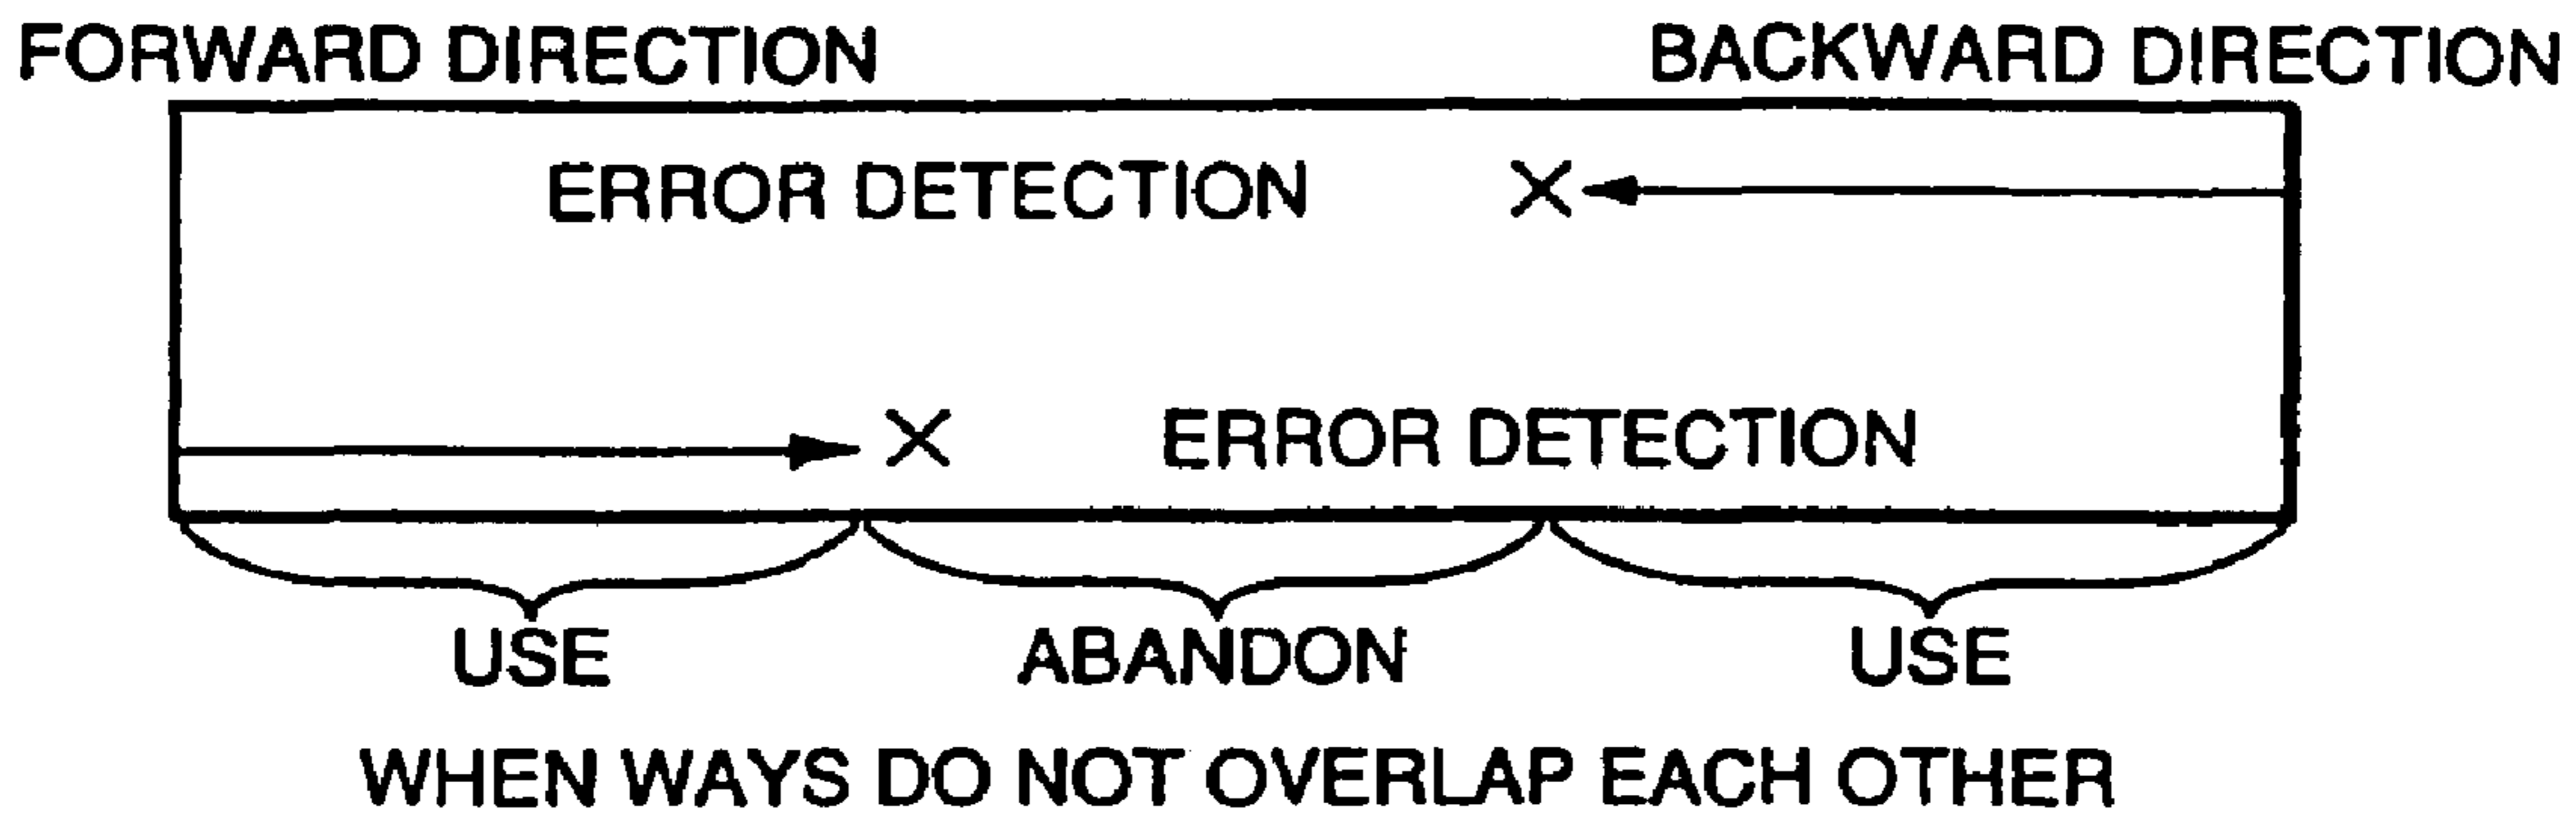 FORWARD DIRECTION BACKWARD DIRECTION
ERROR DETECTION
ERROR DETECTION
USE ABANDON USE
WHEN WAYS DO NOT OVERLAP EACH OTHER